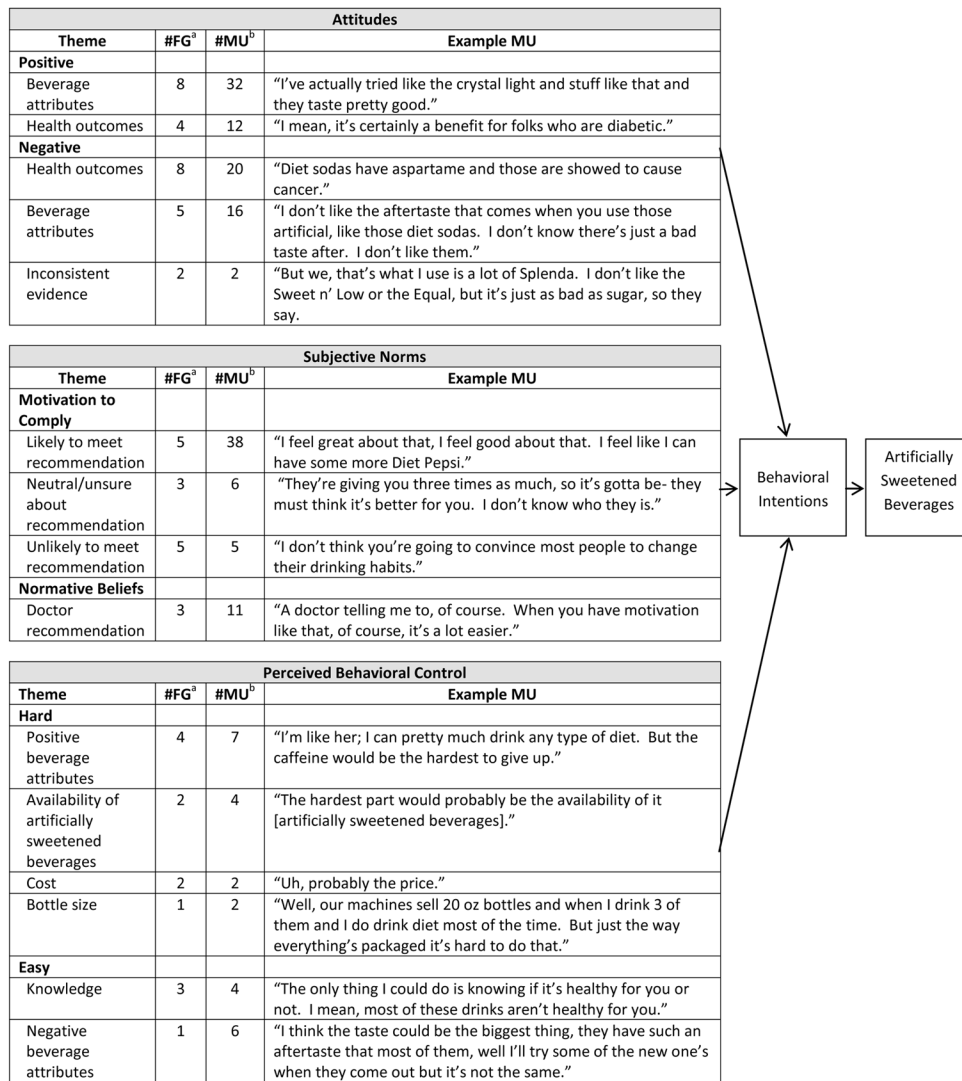 Attitudes
Theme #FGa #MUb Example MU
Positive
Beverage attributes 8 32 “I’ve actually tried like the crystal light and stuff like that and they taste pretty good.”
Health outcomes 4 12 “I mean, it’s certainly a benefit for folks who are diabetic.”
Negative
Health outcomes 8 20 “Diet sodas have aspartame and those are showed to cause cancer.”
Beverage attributes 5 16 “I don’t like the aftertaste that comes when you use those artificial, like those diet sodas. I don’t know there’s just a bad taste after. I don’t like them.”
Inconsistent evidence 2 2 “But we, that’s what I use is a lot of Splenda. I don’t like the Sweet n’ Low or the Equal, but it’s just as bad as sugar, so they say.
Subjective Norms
Theme #FGa #MUb Example MU
Motivation to Comply
Likely to meet recommendation 5 38 “I feel great about that, I feel good about that. I feel like I can have some more Diet Pepsi.”
Neutral/unsure about recommendation 3 6 “They’re giving you three times as much, so it’s gotta be- they must think it’s better for you. I don’t know who they is.”
Unlikely to meet recommendation 5 5 “I don’t think you’re going to convince most people to change their drinking habits.”
Normative Beliefs
Doctor recommendation 3 11 “A doctor telling me to, of course. When you have motivation like that, of course, it’s a lot easier.”
Perceived Behavioral Control
Theme #FGa #MUb Example MU
Hard
Positive beverage attributes 4 7 “I’m like her; I can pretty much drink any type of diet. But the caffeine would be the hardest to give up.”
Availability of artificially sweetened beverages 2 4 “The hardest part would probably be the availability of it [artificially sweetened beverages].”
Cost 2 2 “Uh, probably the price.”
Bottle size 1 2 “Well, our machines sell 20 oz bottles and when I drink 3 of them and I do drink diet most of the time. But just the way everything’s packaged it’s hard to do that.”
Easy
Knowledge 3 4 “The only thing I could do is knowing if it’s healthy for you or not. I mean, most of these drinks aren’t healthy for you.”
Negative beverage attributes 1 6 “I think the taste could be the biggest thing, they have such an aftertaste that most of them, well I’ll try some of the new one’s when they come out but it’s not the same.”
Behavioral Intentions
Artificially Sweetened Beverages